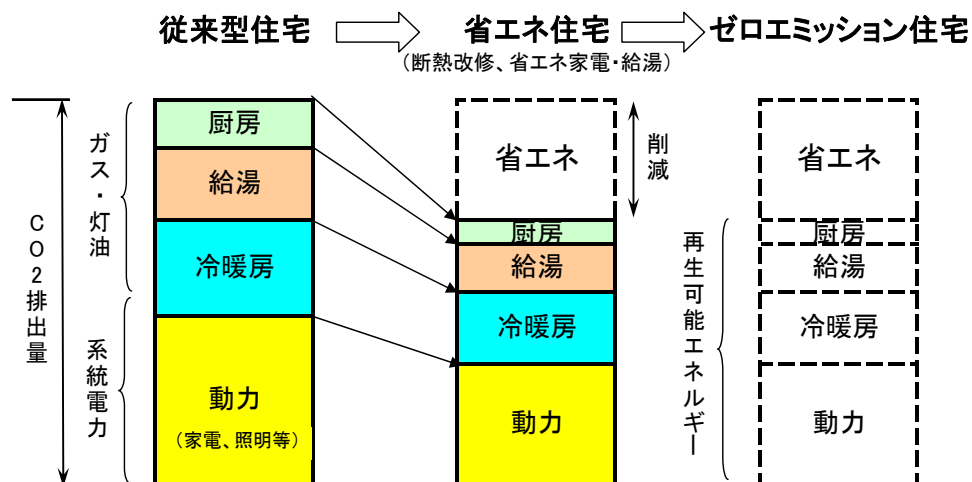 従来型住宅
省エネ住宅
ゼロエミッション住宅
（断熱改修、省エネ家電・給湯）
CO2排出量
ガス・灯油
系統電力
厨房
給湯
冷暖房
動力
（家電、照明等）
省エネ
削減
厨房
給湯
冷暖房
動力
再生可能エネルギー
省エネ
厨房
給湯
冷暖房
動力